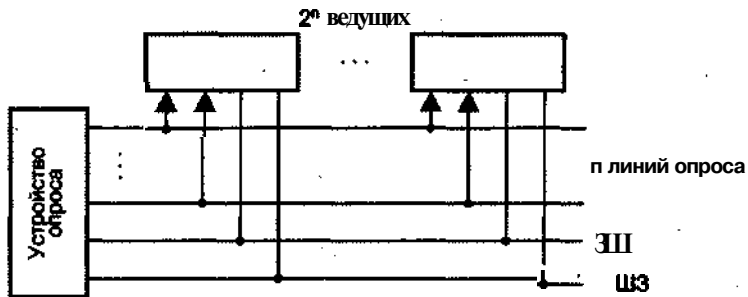 2ⁿ ведущих
. . .
Устройство
опроса
п линий опроса
ЗШ
ШЗ